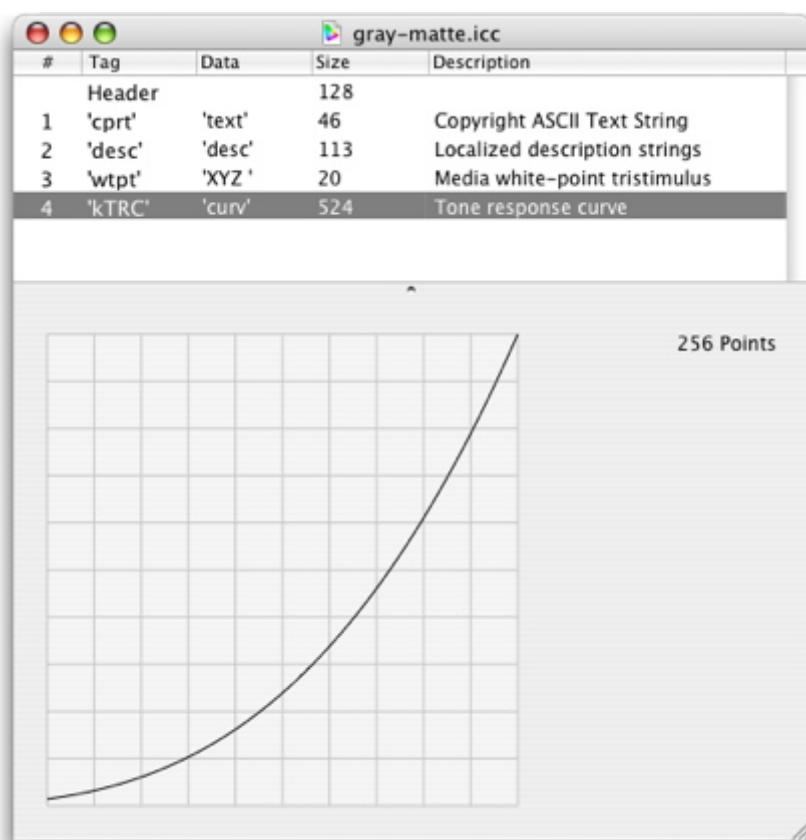 gray-matte.icc
# Tag Data Size Description
Header 128
1 'cprt' 'text' 46 Copyright ASCII Text String
2 'desc' 'desc' 113 Localized description strings
3 'wtpt' 'XYZ ' 20 Media white-point tristimulus
4 'kTRC' 'curv' 524 Tone response curve
256 Points